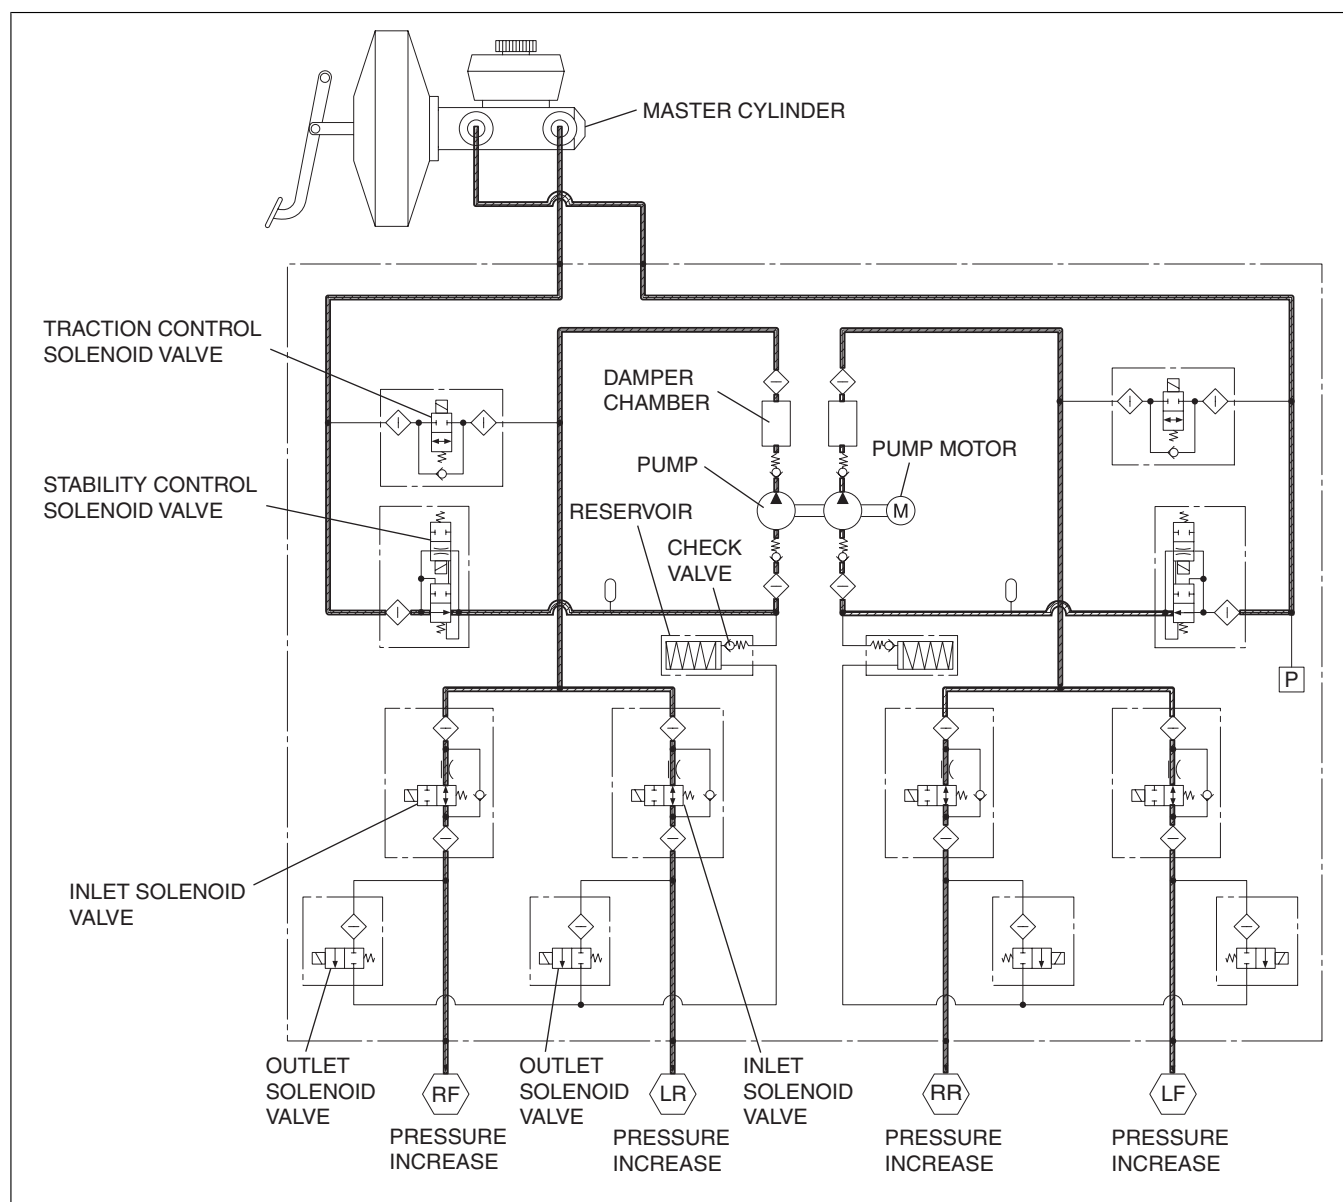 MASTER CYLINDER
TRACTION CONTROL
SOLENOID VALVE
DAMPER
CHAMBER
PUMP
PUMP MOTOR
STABILITY CONTROL
SOLENOID VALVE
RESERVOIR
M
CHECK
VALVE
P
INLET SOLENOID
VALVE
OUTLET
SOLENOID
VALVE
RF
OUTLET
SOLENOID
VALVE
LR
INLET
SOLENOID
VALVE
RR
LF
PRESSURE
INCREASE
PRESSURE
INCREASE
PRESSURE
INCREASE
PRESSURE
INCREASE